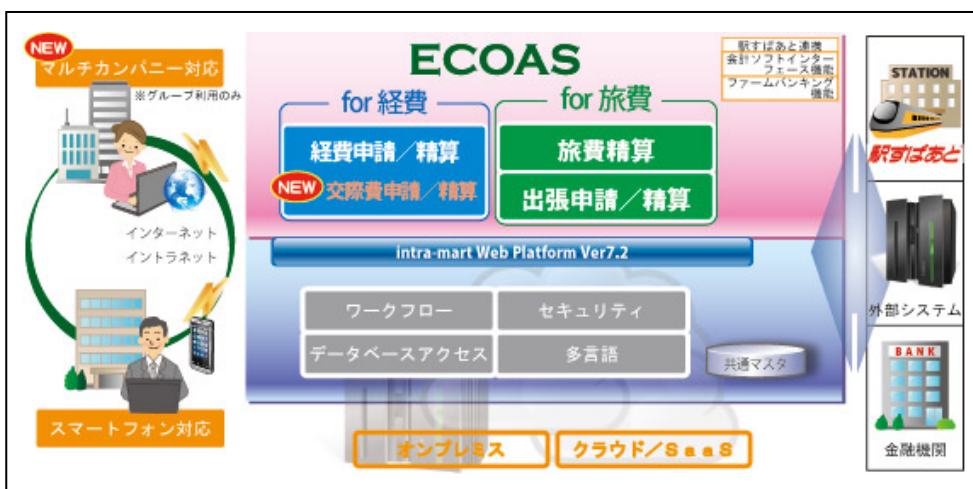 NEW
マルチカンパニー対応
※グループ利用のみ
インターネット
イントラネット
スマートフォン対応
ECOAS
駅すぱあと連携
会計ソフトインター
フェース機能
ファームバンキング
機能
for 経費
経費申請／精算
NEW 交際費申請／精算
for 旅費
旅費精算
出張申請／精算
intra-mart Web Platform Ver7.2
ワークフロー
セキュリティ
データベースアクセス
多言語
共通マスタ
オンプレミス
クラウド／SaaS
STATION
駅すぱあと
外部システム
BANK
金融機関